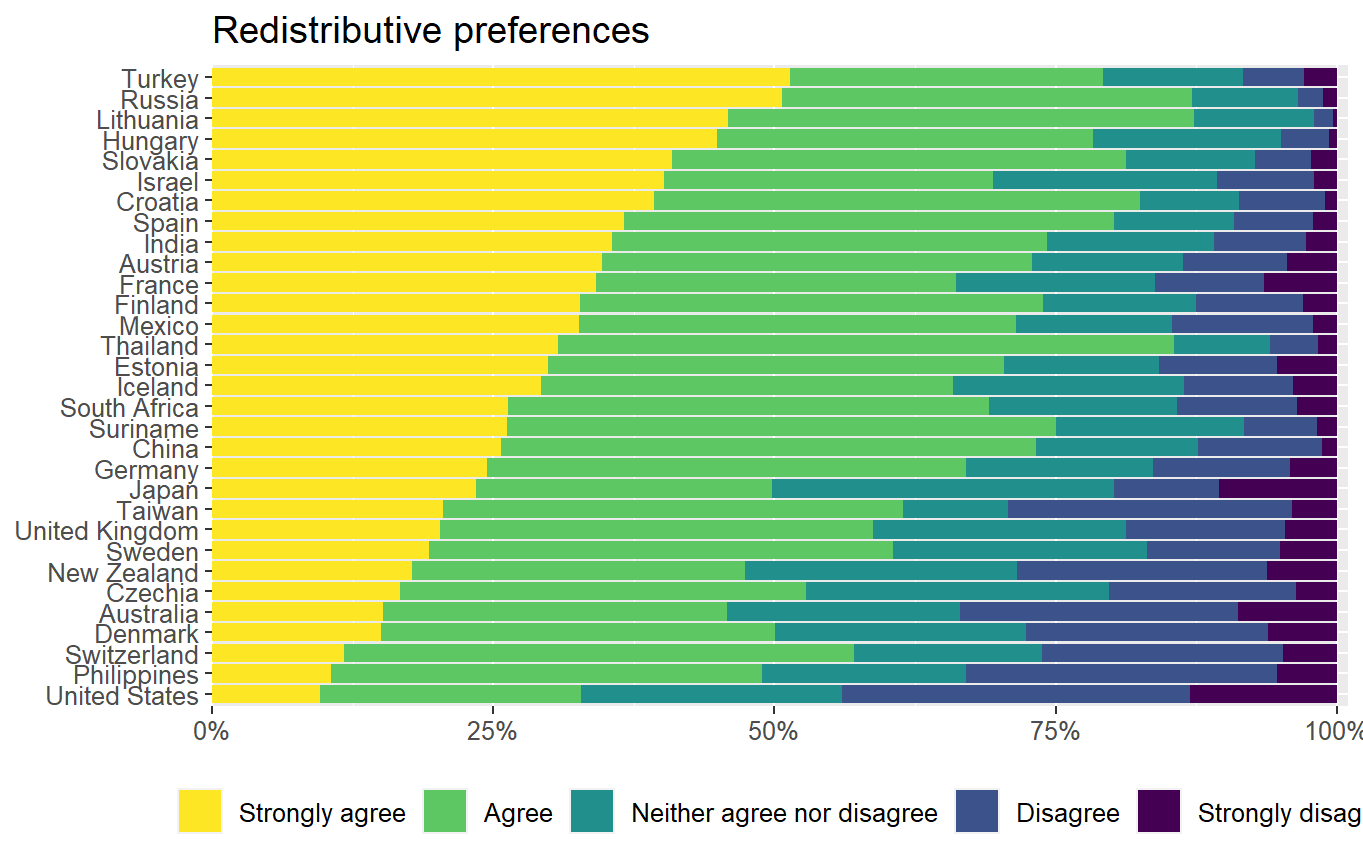 Redistributive preferences
Turkey
Russia
Lithuania
Hungary
Slovakia
Israel
Croatia
Spain
India
Austria
France
Finland
Mexico
Thailand
Estonia
Iceland
South Africa
Suriname
China
Germany
Japan
Taiwan
United Kingdom
Sweden
New Zealand
Czechia
Australia
Denmark
Switzerland
Philippines
United States
0% 25% 50% 75% 100%
Strongly agree Agree Neither agree nor disagree Disagree Strongly disag